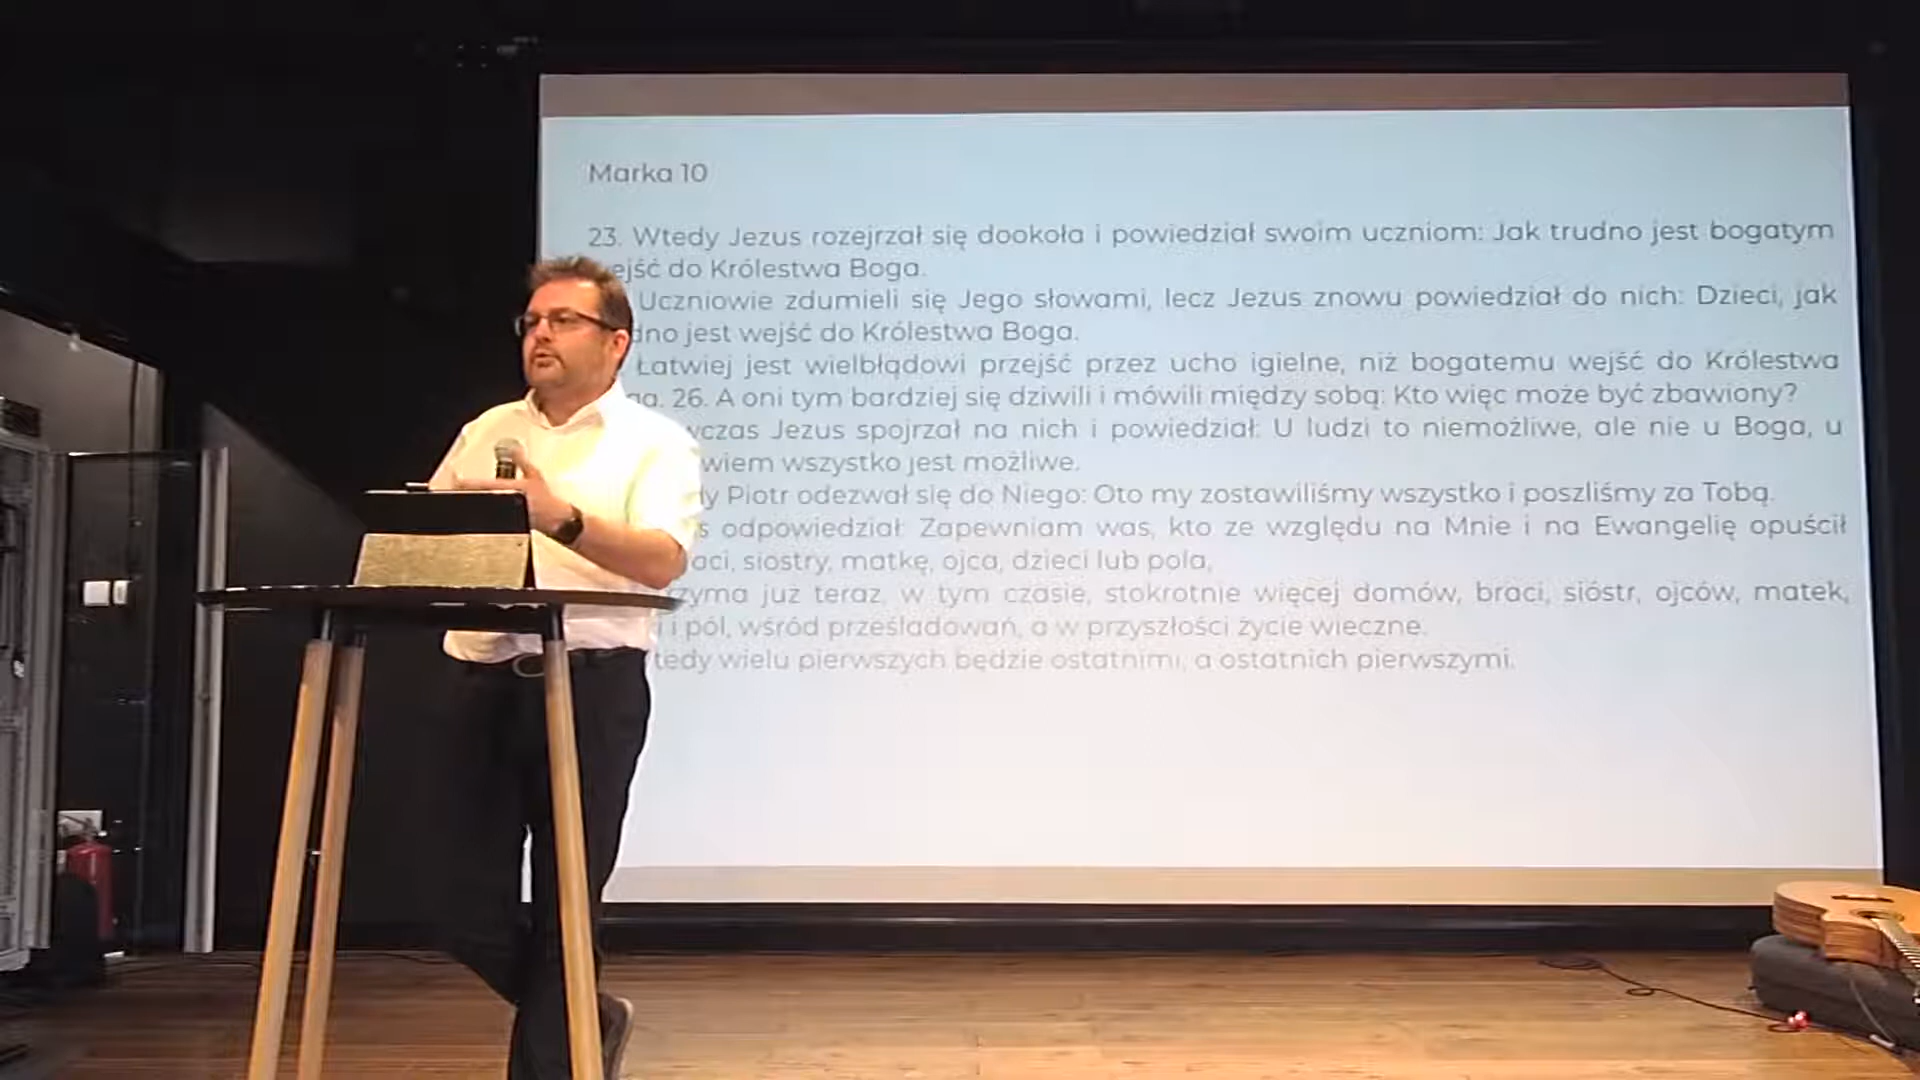 Marka 10
23. Wtedy Jezus rozejrzał się dookoła i powiedział swoim uczniom: Jak trudno jest bogatym
do Królestwa Boga.
Uczniowie zdumieli się Jego słowami, lecz Jezus znowu powiedział do nich: Dzieci, jak
jest wejść do Królestwa Boga.
Łatwiej jest wielbłądowi przejść przez ucho igielne, niż bogatemu wejść do Królestwa
26. A oni tym bardziej się dziwili i mówili między sobą: Kto więc może być zbawiony?
Jezus spojrzał na nich i powiedział: U ludzi to niemożliwe, ale nie u Boga, u
wszystko jest możliwe.
Piotr odezwał się do Niego: Oto my zostawiliśmy wszystko i poszliśmy za Tobą.
odpowiedział: Zapewniam was, kto ze względu na Mnie i na Ewangelię opuścił
siostry, matkę, ojca, dzieci lub pola,
już teraz, w tym czasie, stokrotnie więcej domów, braci, sióstr, ojców, matek,
i pól, wśród prześladowań, a w przyszłości życie wieczne.
wielu pierwszych będzie ostatnimi, a ostatnich pierwszymi.